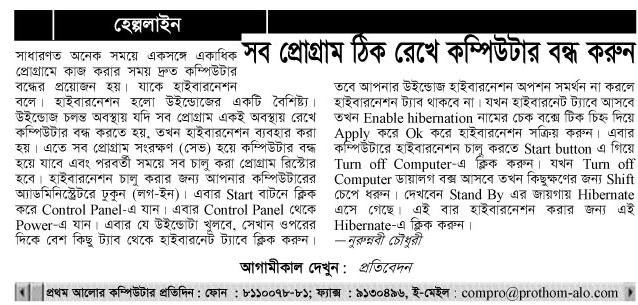 হেল্পলাইন
সব প্রোগ্রাম ঠিক রেখে কম্পিউটার বন্ধ করুন
সাধারণত অনেক সময়ে একসঙ্গে একাধিক
প্রোগ্রামে কাজ করার সময় দ্রুত কম্পিউটার
বন্ধের প্রয়োজন হয়। যাকে হাইবারনেশন
বলে। হাইবারনেশন হলো উইন্ডোজের একটি বৈশিষ্ট্য।
উইন্ডোজ চলন্ত অবস্থায় যদি সব প্রোগ্রাম একই অবস্থায় রেখে
কম্পিউটার বন্ধ করতে হয়, তখন হাইবারনেশন ব্যবহার করা
হয়। এতে সব প্রোগ্রাম সংরক্ষণ (সেভ) হয়ে কম্পিউটার বন্ধ
হয়ে যাবে এবং পরবর্তী সময়ে সব চালু করা প্রোগ্রাম রিস্টোর
হবে। হাইবারনেশন চালু করার জন্য আপনার কম্পিউটারের
অ্যাডমিনিস্ট্রেটরে ঢুকুন (লগ-ইন)। এবার Start বাটনে ক্লিক
করে Control Panel-এ যান। এবার Control Panel থেকে
Power-এ যান। এবার যে উইন্ডোটা খুলবে, সেখান ওপরের
দিকে বেশ কিছু ট্যাব থেকে হাইবারনেট ট্যাবে ক্লিক করুন।
তবে আপনার উইন্ডোজ হাইবারনেশন অপশন সমর্থন না করলে
হাইবারনেশন ট্যাব থাকবে না। যখন হাইবারনেট ট্যাবে আসবে
তখন Enable hibernation নামের চেক বক্সে টিক চিহ্ন দিয়ে
Apply করে Ok করে হাইবারনেশন সক্রিয় করুন। এবার
কম্পিউটারে হাইবারনেশন চালু করতে Start button এ গিয়ে
Turn off Computer-এ ক্লিক করুন। যখন Turn off
Computer ডায়ালগ বক্স আসবে তখন কিছুক্ষণের জন্য Shift
চেপে ধরুন। দেখবেন Stand By এর জায়গায় Hibernate
এসে গেছে। এই বার হাইবারনেশন করার জন্য এই
Hibernate-এ ক্লিক করুন।
—নুরুন্নবী চৌধুরী
আগামীকাল দেখুন : প্রতিবেদন
প্রথম আলোর কম্পিউটার প্রতিদিন : ফোন : ৮১১০০৭৮-৮১; ফ্যাক্স : ৯১৩০৪৯৬, ই-মেইল : compro@prothom-alo.com